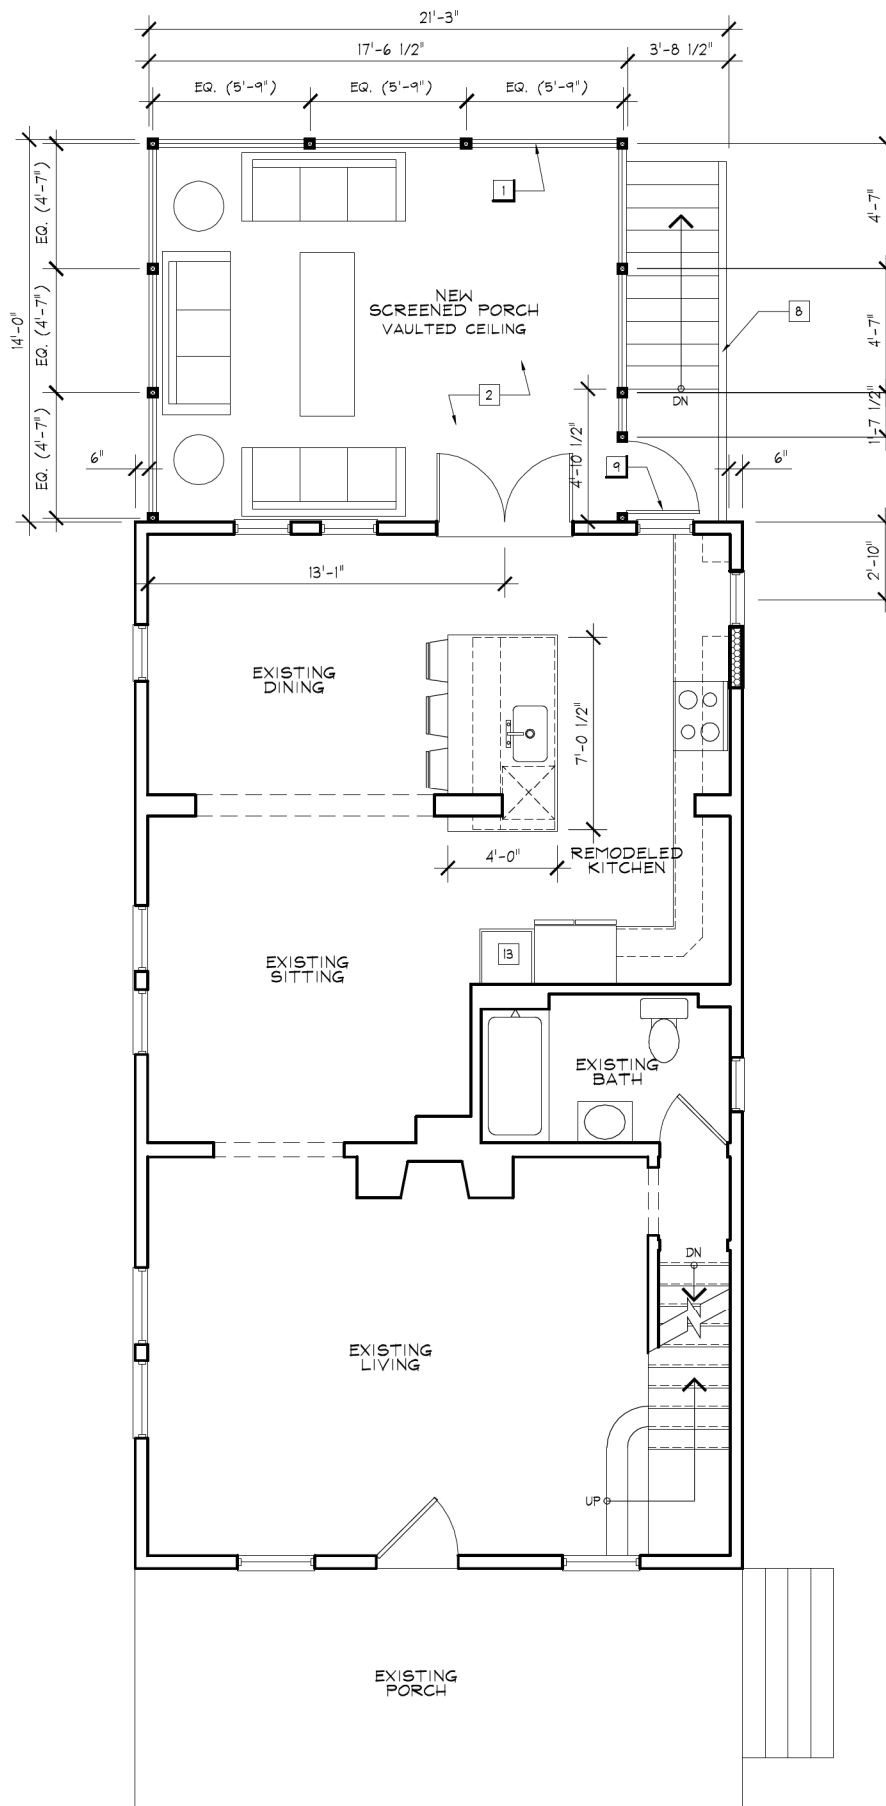 21'-3"
17'-6 1/2"
3'-8 1/2"
EQ. (5'-9")
EQ. (5'-9")
EQ. (5'-9")
14'-0"
EQ. (4'-7")
EQ. (4'-7")
EQ. (4'-7")
4'-7"
4'-7"
1'-7 1/2"
1
8
NEW
SCREENED PORCH
VAULTED CEILING
2
DN
4'-10 1/2"
9
6"
6"
2'-10"
13'-1"
EXISTING
DINING
7'-0 1/2"
4'-0"
REMODELED
KITCHEN
13
EXISTING
SITTING
EXISTING
BATH
DN
EXISTING
LIVING
UP
EXISTING
PORCH